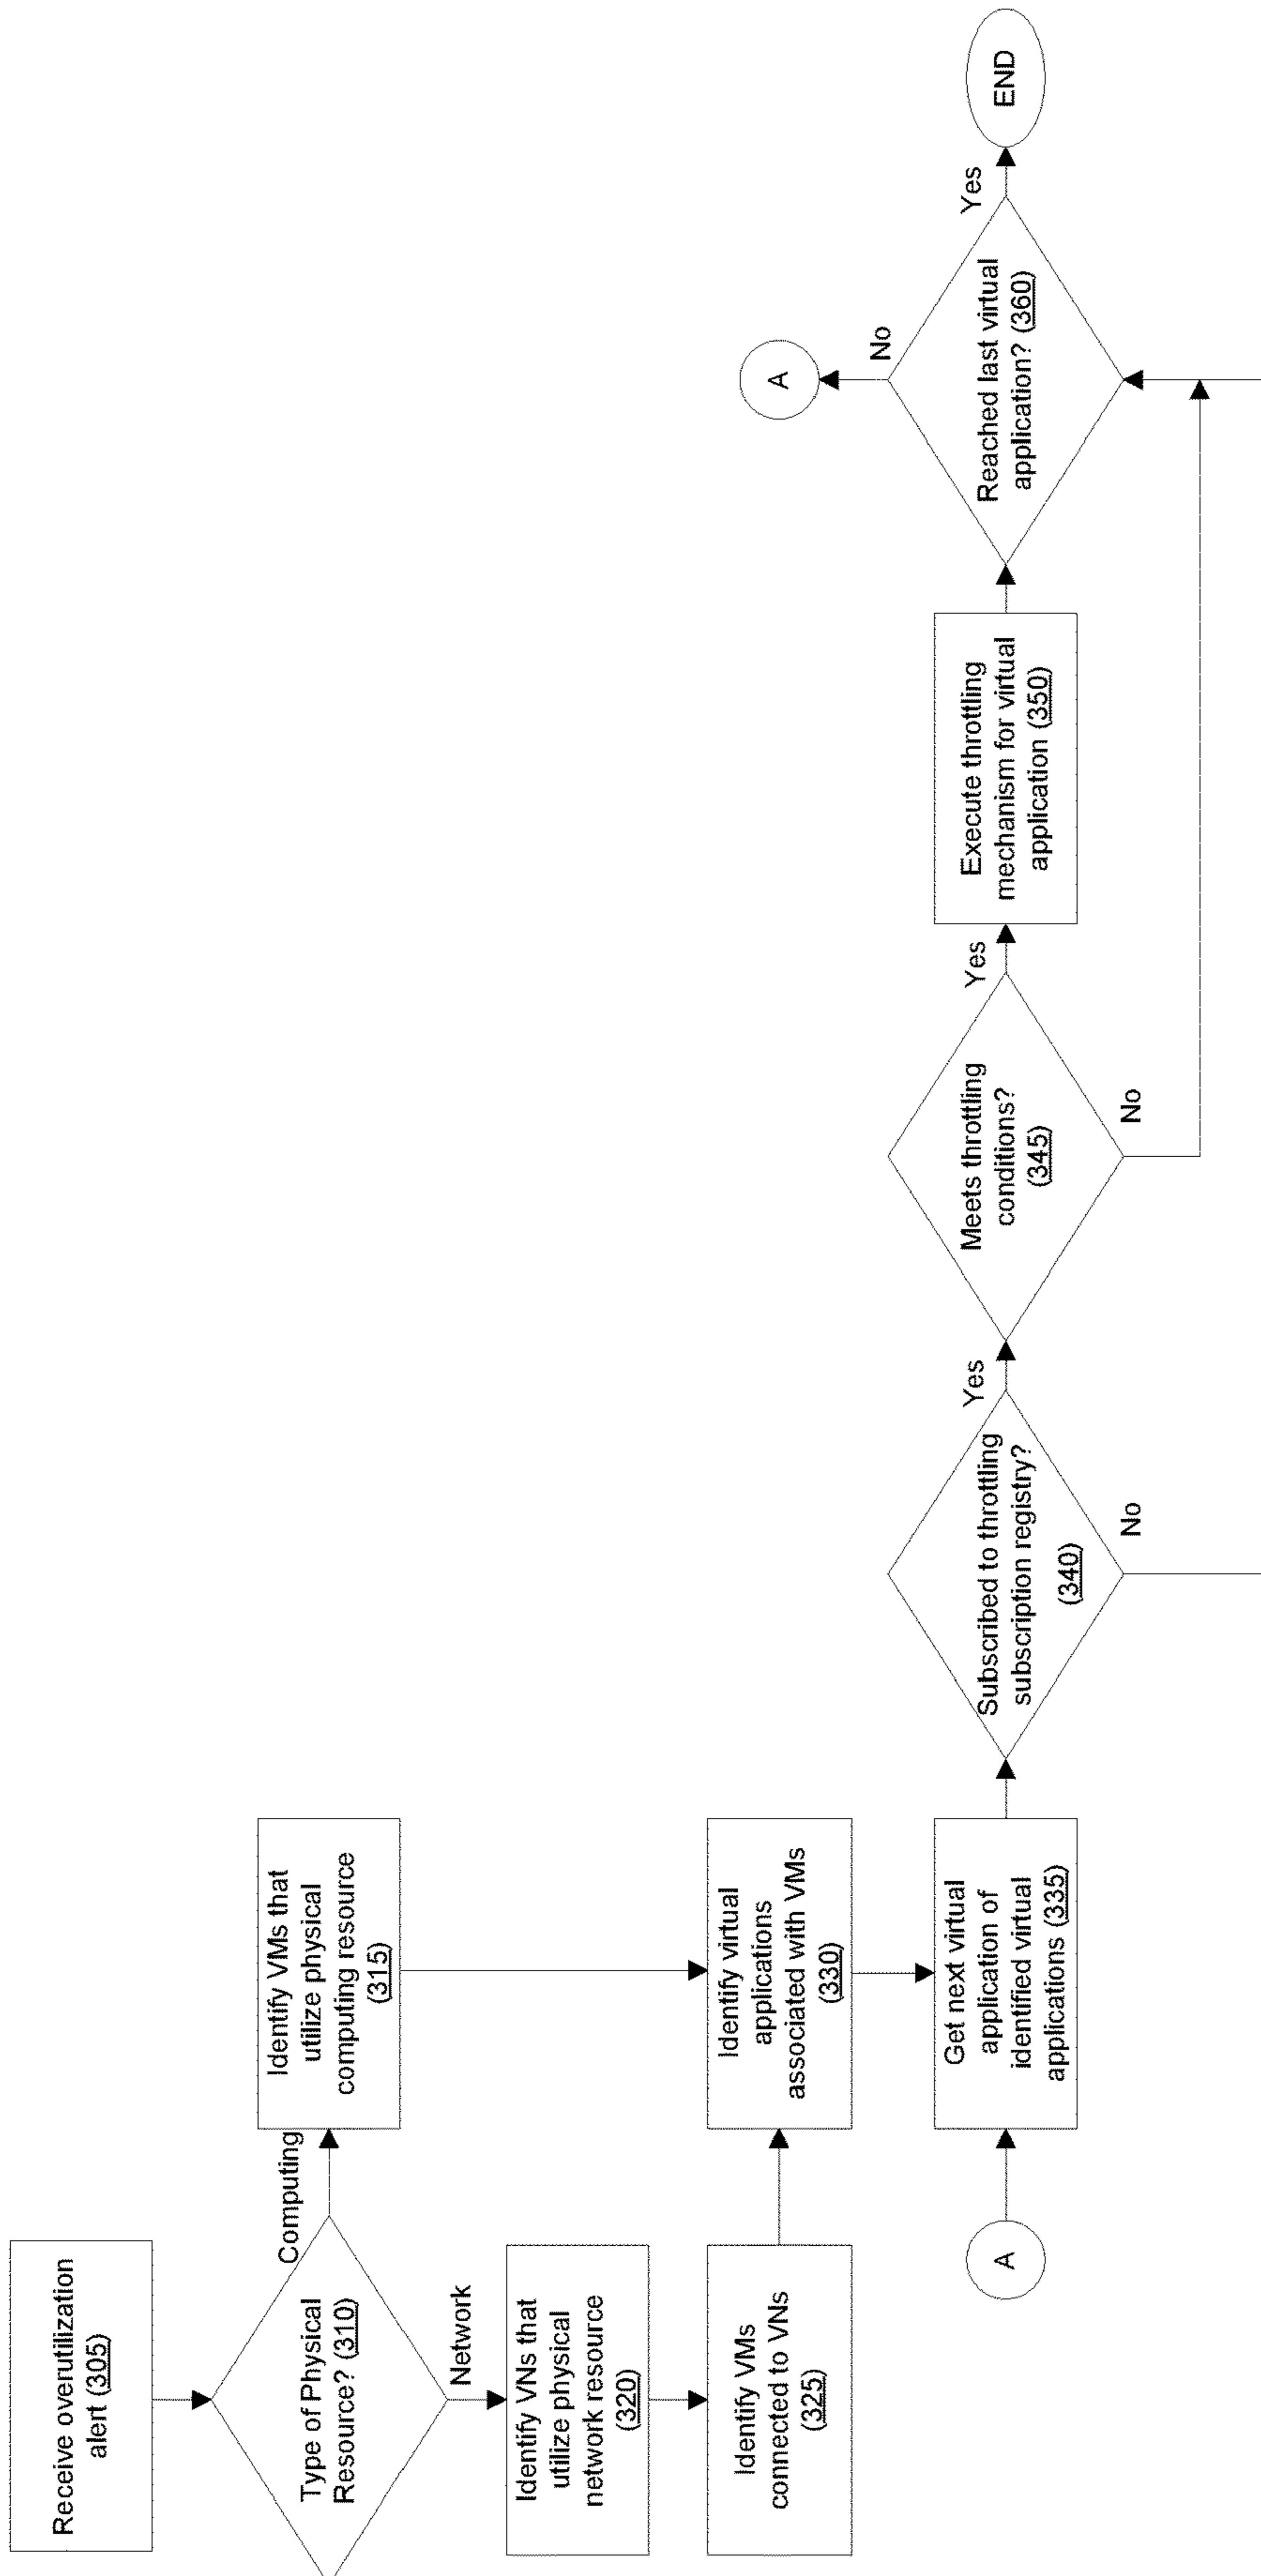 Receive overutilization
alert (305)
Type of Physical
Resource? (310)
Computing
Network
Identify VMs that
utilize physical
computing resource
(315)
Identify VNs that
utilize physical
network resource
(320)
Identify VMs
connected to VNs
(325)
Identify virtual
applications
associated with VMs
(330)
A
Get next virtual
application of
identified virtual
applications (335)
Subscribed to throttling
subscription registry?
(340)
Yes
No
Meets throttling
conditions?
(345)
Yes
No
Execute throttling
mechanism for virtual
application (350)
Reached last virtual
application? (360)
No
A
Yes
END